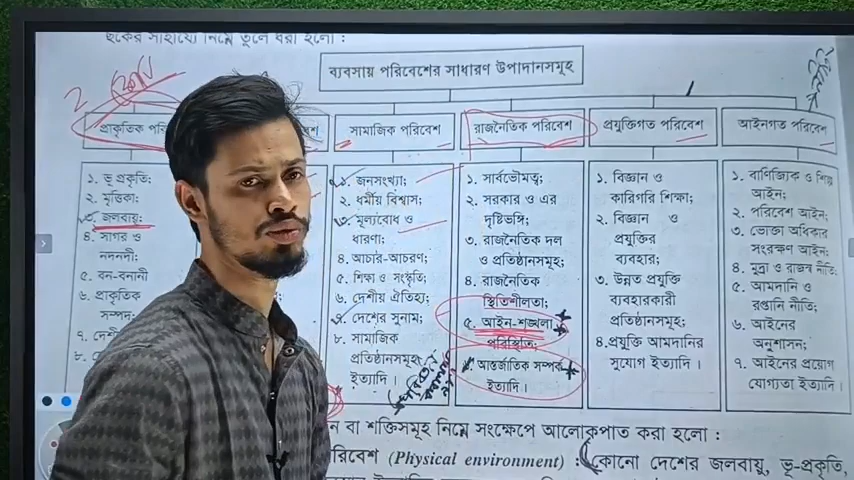 ছকের সাহায্যে নিম্নে তুলে ধরা হলো :
ব্যবসায় পরিবেশের সাধারণ উপাদানসমূহ
প্রাকৃতিক
১. ভূ প্রকৃতি;
২. মৃত্তিকা;
৩. জলবায়ু;
৪. সাগর ও
নদনদী;
৫. বন-বনানী
৬. প্রাকৃতিক
সম্পদ;
সামাজিক পরিবেশ
১. জনসংখ্যা;
২. ধর্মীয় বিশ্বাস;
৩. মূল্যবোধ ও
ধারণা;
৪. আচার-আচরণ;
৫. শিক্ষা ও সংস্কৃতি;
৬. দেশীয় ঐতিহ্য;
৭. দেশের সুনাম;
৮. সামাজিক
প্রতিষ্ঠানসমূহ
ইত্যাদি।
রাজনৈতিক পরিবেশ
১. সার্বভৌমত্ব;
২. সরকার ও এর
দৃষ্টিভঙ্গি;
৩. রাজনৈতিক দল
ও প্রতিষ্ঠানসমূহ;
৪. রাজনৈতিক
স্থিতিশীলতা;
৫. আইন-শৃঙ্খলা
পরিস্থিতি;
আন্তর্জাতিক সম্পর্ক
ইত্যাদি।
প্রযুক্তিগত পরিবেশ
১. বিজ্ঞান ও
কারিগরি শিক্ষা;
২. বিজ্ঞান ও
প্রযুক্তির
ব্যবহার;
৩. উন্নত প্রযুক্তি
ব্যবহারকারী
প্রতিষ্ঠানসমূহ;
৪. প্রযুক্তি আমদানির
সুযোগ ইত্যাদি।
আইনগত পরিবেশ
১. বাণিজ্যিক ও শিল্প
আইন;
২. পরিবেশ আইন;
৩. ভোক্তা অধিকার
সংরক্ষণ আইন;
৪. মুদ্রা ও রাজস্ব নীতি;
৫. আমদানি ও
রপ্তানি নীতি;
৬. আইনের
অনুশাসন;
৭. আইনের প্রয়োগ
যোগ্যতা ইত্যাদি।
ন বা শক্তিসমূহ নিম্নে সংক্ষেপে আলোকপাত করা হলো :
রিবেশ (Physical environment) : কোনো দেশের জলবায়ু, ভূ-প্রকৃতি,